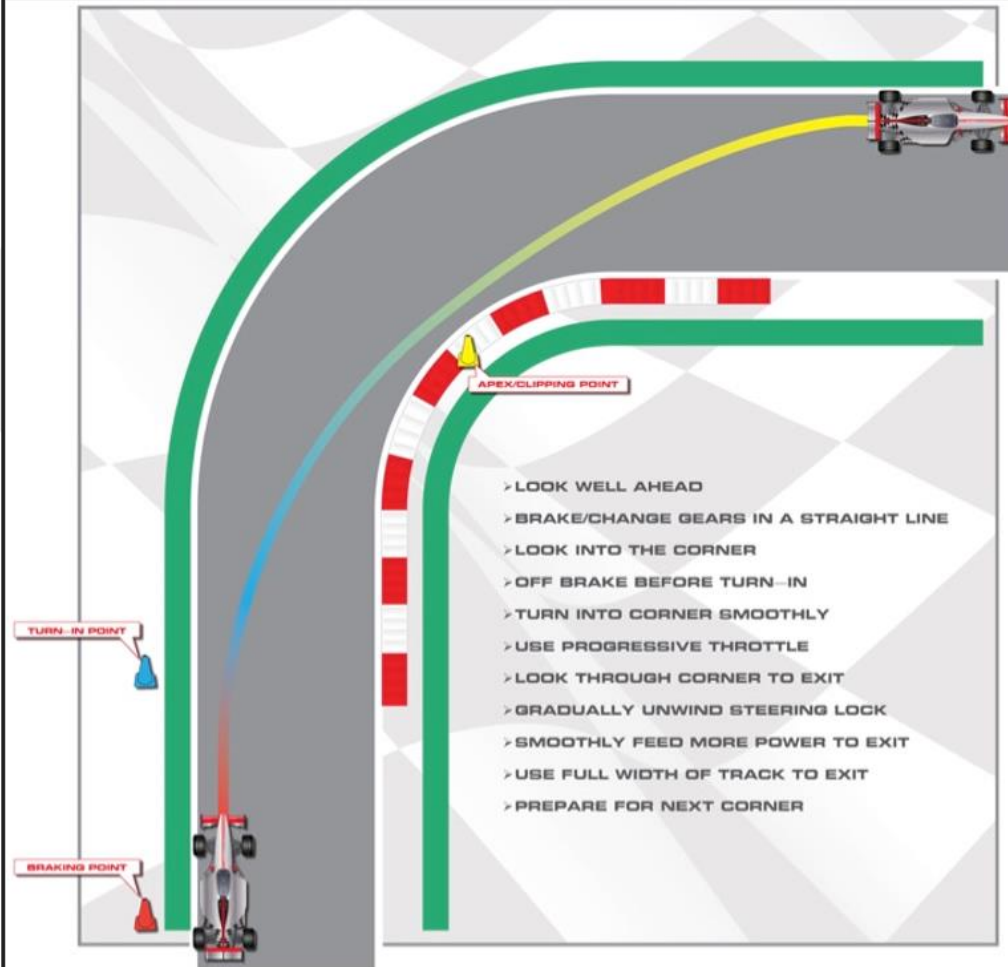 APEX/CLIPPING POINT
➤LOOK WELL AHEAD
➤BRAKE/CHANGE GEARS IN A STRAIGHT LINE
➤LOOK INTO THE CORNER
➤OFF BRAKE BEFORE TURN-IN
➤TURN INTO CORNER SMOOTHLY
TURN-IN POINT
➤USE PROGRESSIVE THROTTLE
➤LOOK THROUGH CORNER TO EXIT
➤GRADUALLY UNWIND STEERING LOCK
➤SMOOTHLY FEED MORE POWER TO EXIT
➤USE FULL WIDTH OF TRACK TO EXIT
➤PREPARE FOR NEXT CORNER
BRAKING POINT